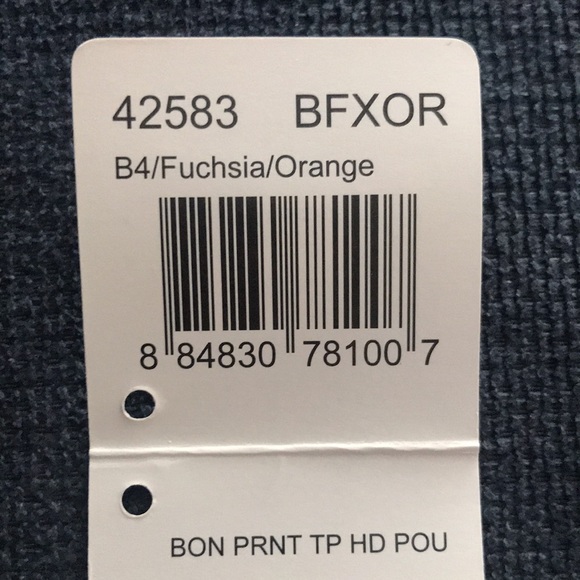 42583 BFXOR
B4/Fuchsia/Orange
8 84830 78100 7
BON PRNT TP HD POU